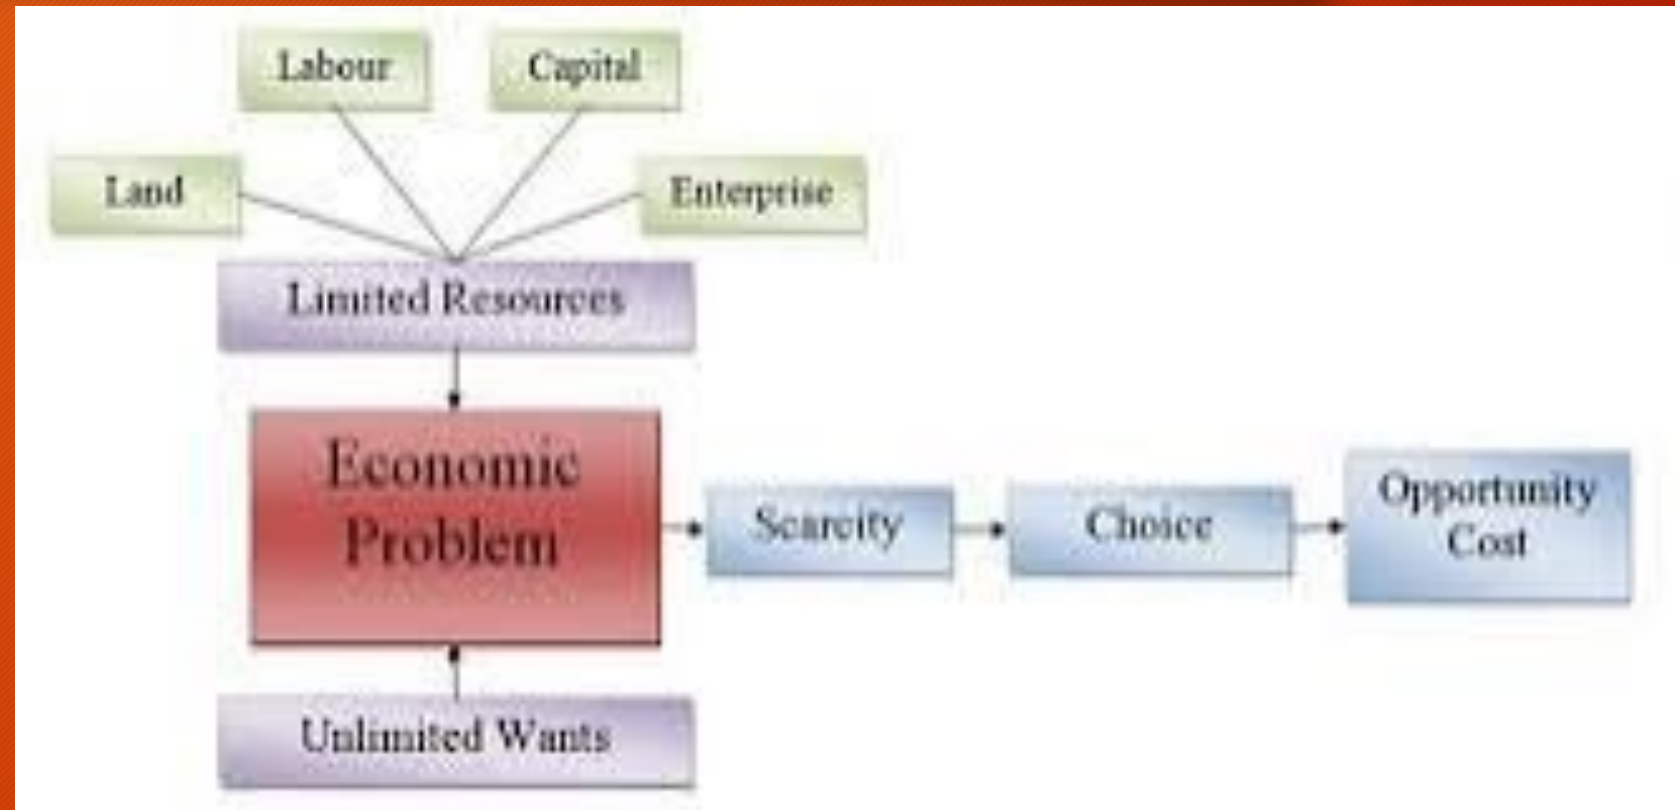 Labour
Capital
Land
Enterprise
Limited Resources
Economic
Problem
Scarcity
Choice
Opportunity
Cost
Unlimited Wants